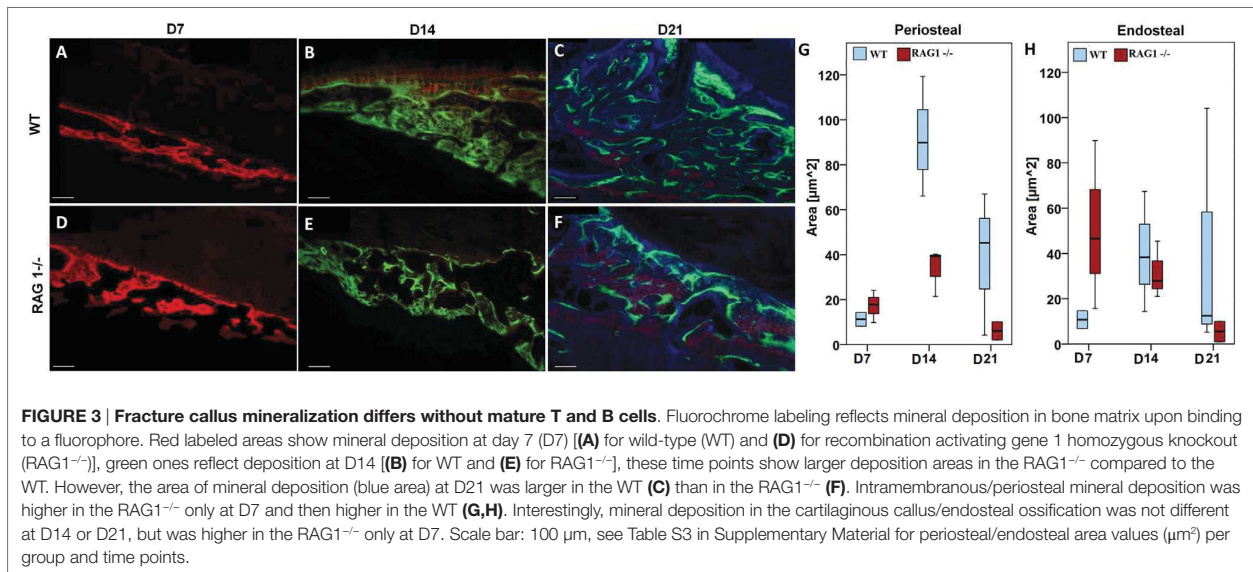 D7 D14 D21
A B C
WT
D E F
RAG 1-/-
G Periosteal
WT RAG1 -/-
Area [µm^2]
120
100
80
60
40
20
0
D7 D14 D21
H Endosteal
WT RAG1 -/-
Area [µm^2]
120
100
80
60
40
20
0
D7 D14 D21
FIGURE 3 | Fracture callus mineralization differs without mature T and B cells. Fluorochrome labeling reflects mineral deposition in bone matrix upon binding
to a fluorophore. Red labeled areas show mineral deposition at day 7 (D7) [(A) for wild-type (WT) and (D) for recombination activating gene 1 homozygous knockout
(RAG1−/−)], green ones reflect deposition at D14 [(B) for WT and (E) for RAG1−/−], these time points show larger deposition areas in the RAG1−/− compared to the
WT. However, the area of mineral deposition (blue area) at D21 was larger in the WT (C) than in the RAG1−/− (F). Intramembranous/periosteal mineral deposition was
higher in the RAG1−/− only at D7 and then higher in the WT (G,H). Interestingly, mineral deposition in the cartilaginous callus/endosteal ossification was not different
at D14 or D21, but was higher in the RAG1−/− only at D7. Scale bar: 100 µm, see Table S3 in Supplementary Material for periosteal/endosteal area values (µm²) per
group and time points.